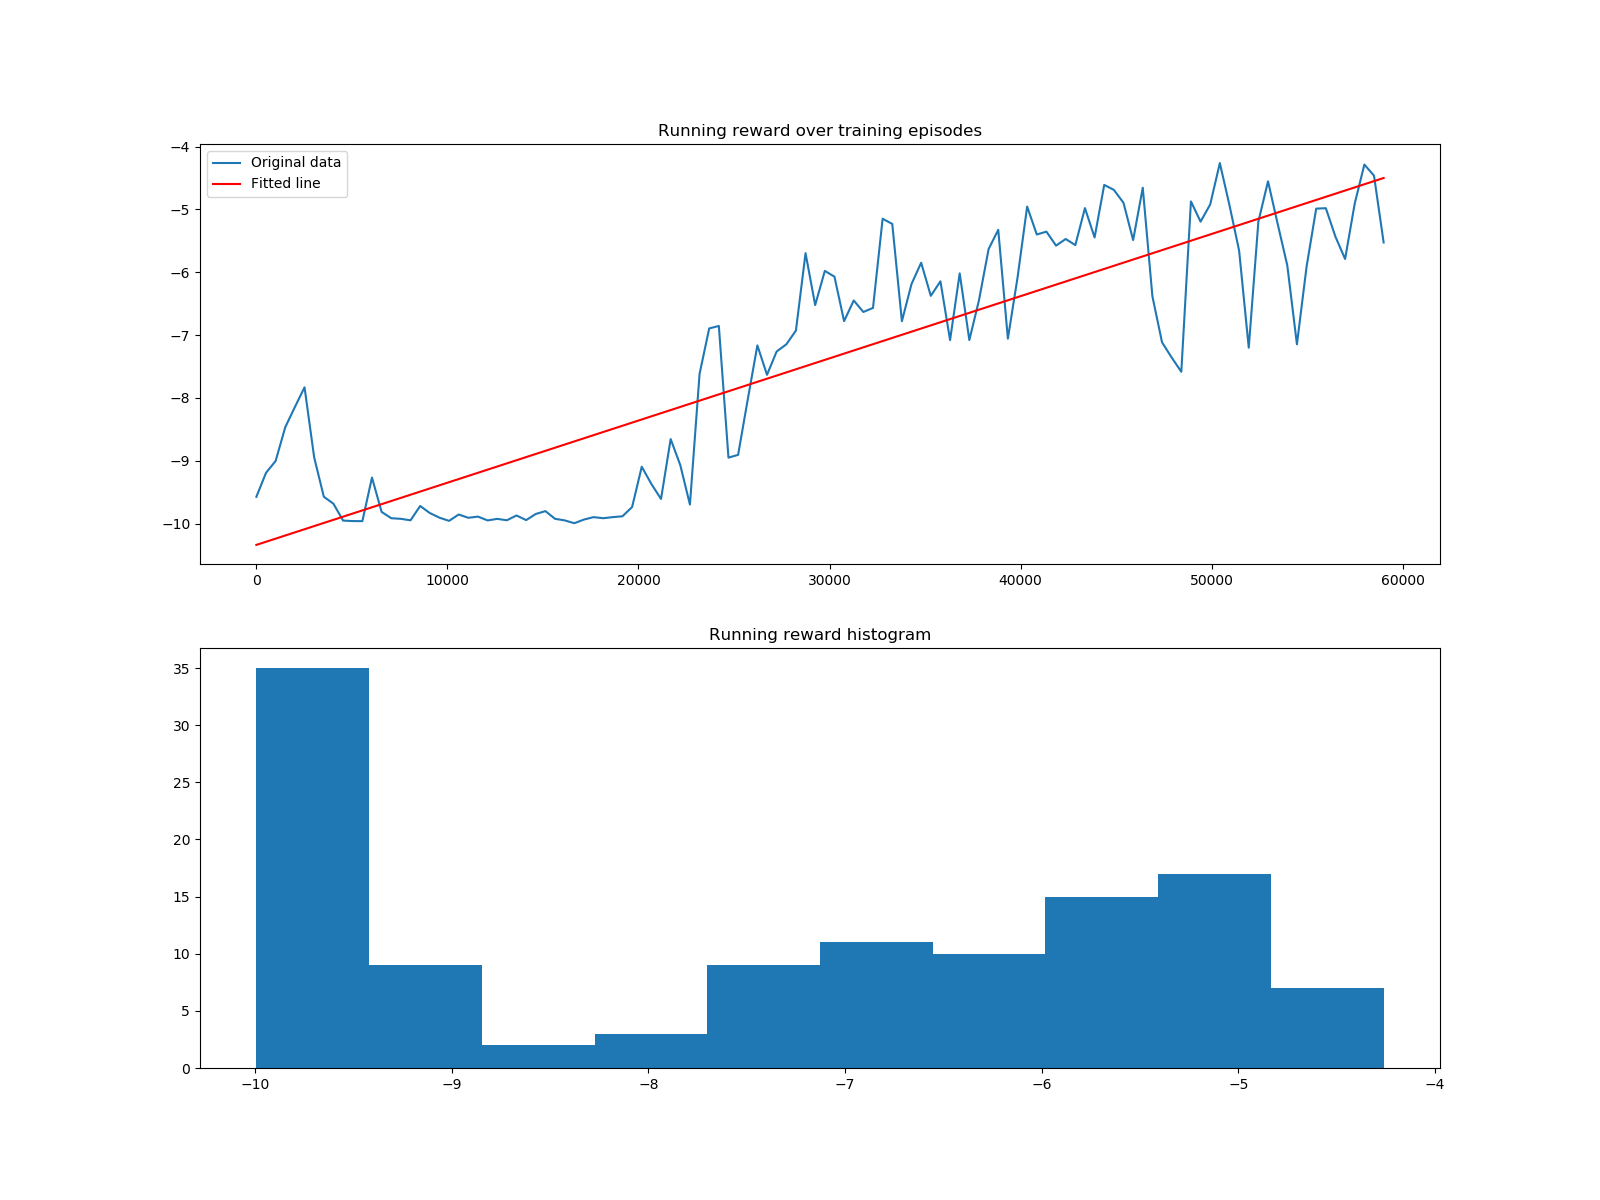 Running reward over training episodes
−4
Original data
Fitted line
−5
−6
−7
−8
−9
−10
0 10000 20000 30000 40000 50000 60000
Running reward histogram
35
30
25
20
15
10
5
0
−10 −9 −8 −7 −6 −5 −4